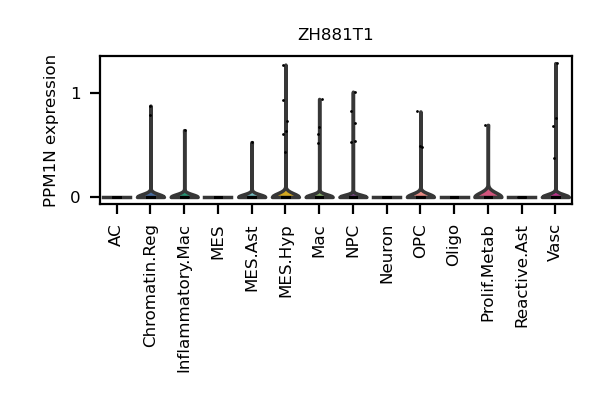 ZH881T1
PPM1N expression
1
0
AC
Chromatin.Reg
Inflammatory.Mac
MES
MES.Ast
MES.Hyp
Mac
NPC
Neuron
OPC
Oligo
Prolif.Metab
Reactive.Ast
Vasc